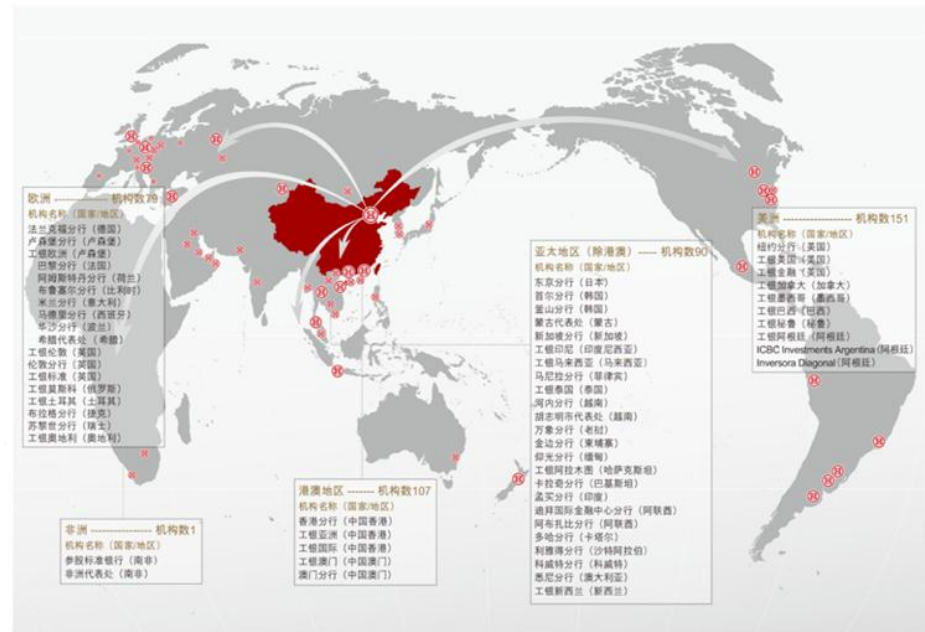 欧洲 ------------ 机构数79
机构名称（国家/地区）
法兰克福分行（德国）
卢森堡分行（卢森堡）
工银欧洲（卢森堡）
巴黎分行（法国）
阿姆斯特丹分行（荷兰）
布鲁塞尔分行（比利时）
米兰分行（意大利）
马德里分行（西班牙）
华沙分行（波兰）
希腊代表处（希腊）
工银伦敦（英国）
伦敦分行（英国）
工银标准（英国）
工银莫斯科（俄罗斯）
工银土耳其（土耳其）
布拉格分行（捷克）
苏黎世分行（瑞士）
工银奥地利（奥地利）
非洲 ---------------- 机构数1
机构名称（国家/地区）
参股标准银行（南非）
非洲代表处（南非）
港澳地区 ------- 机构数107
机构名称（国家/地区）
香港分行（中国香港）
工银亚洲（中国香港）
工银国际（中国香港）
工银澳门（中国澳门）
澳门分行（中国澳门）
亚太地区（除港澳） ----- 机构数90
机构名称（国家/地区）
东京分行（日本）
首尔分行（韩国）
釜山分行（韩国）
蒙古代表处（蒙古）
新加坡分行（新加坡）
工银印尼（印度尼西亚）
工银马来西亚（马来西亚）
马尼拉分行（菲律宾）
工银泰国（泰国）
河内分行（越南）
胡志明市代表处（越南）
万象分行（老挝）
金边分行（柬埔寨）
仰光分行（缅甸）
工银阿拉木图（哈萨克斯坦）
卡拉奇分行（巴基斯坦）
孟买分行（印度）
迪拜国际金融中心分行（阿联酋）
阿布扎比分行（阿联酋）
多哈分行（卡塔尔）
利雅得分行（沙特阿拉伯）
科威特分行（科威特）
悉尼分行（澳大利亚）
工银新西兰（新西兰）
美洲 ------------- 机构数151
机构名称（国家/地区）
纽约分行（美国）
工银美国（美国）
工银金融（美国）
工银加拿大（加拿大）
工银墨西哥（墨西哥）
工银巴西（巴西）
工银秘鲁（秘鲁）
工银阿根廷（阿根廷）
ICBC Investments Argentina（阿根廷）
Inversora Diagonal（阿根廷）